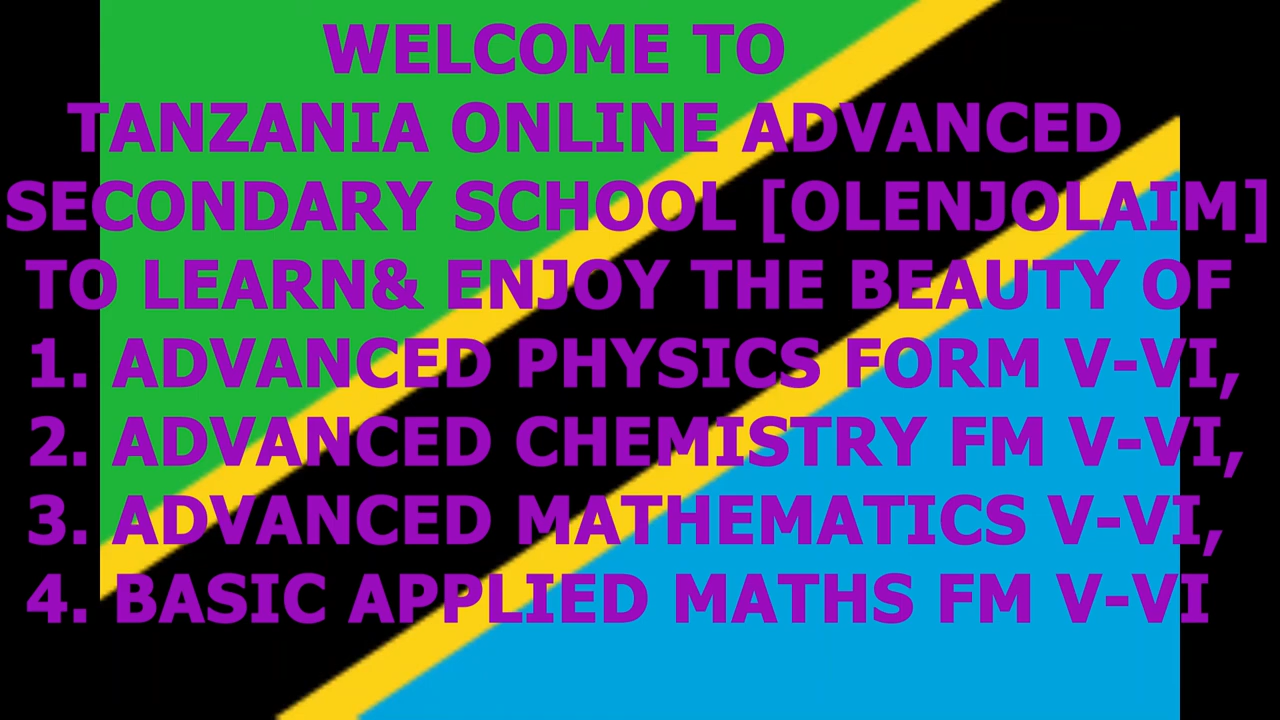 WELCOME TO
TANZANIA ONLINE ADVANCED
SECONDARY SCHOOL [OLENJOLAIM]
TO LEARN& ENJOY THE BEAUTY OF
1. ADVANCED PHYSICS FORM V-VI,
2. ADVANCED CHEMISTRY FM V-VI,
3. ADVANCED MATHEMATICS V-VI,
4. BASIC APPLIED MATHS FM V-VI